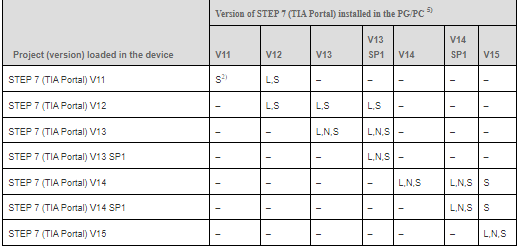 Version of STEP 7 (TIA Portal) installed in the PG/PC 5)
Project (version) loaded in the device V11 V12 V13 V13 SP1 V14 V14 SP1 V15
STEP 7 (TIA Portal) V11 S2) L,S – – – – –
STEP 7 (TIA Portal) V12 – L,S L,S L,S – – –
STEP 7 (TIA Portal) V13 – – L,N,S L,N,S – – –
STEP 7 (TIA Portal) V13 SP1 – – – L,N,S – – –
STEP 7 (TIA Portal) V14 – – – – L,N,S L,N,S S
STEP 7 (TIA Portal) V14 SP1 – – – – – L,N,S S
STEP 7 (TIA Portal) V15 – – – – – – L,N,S